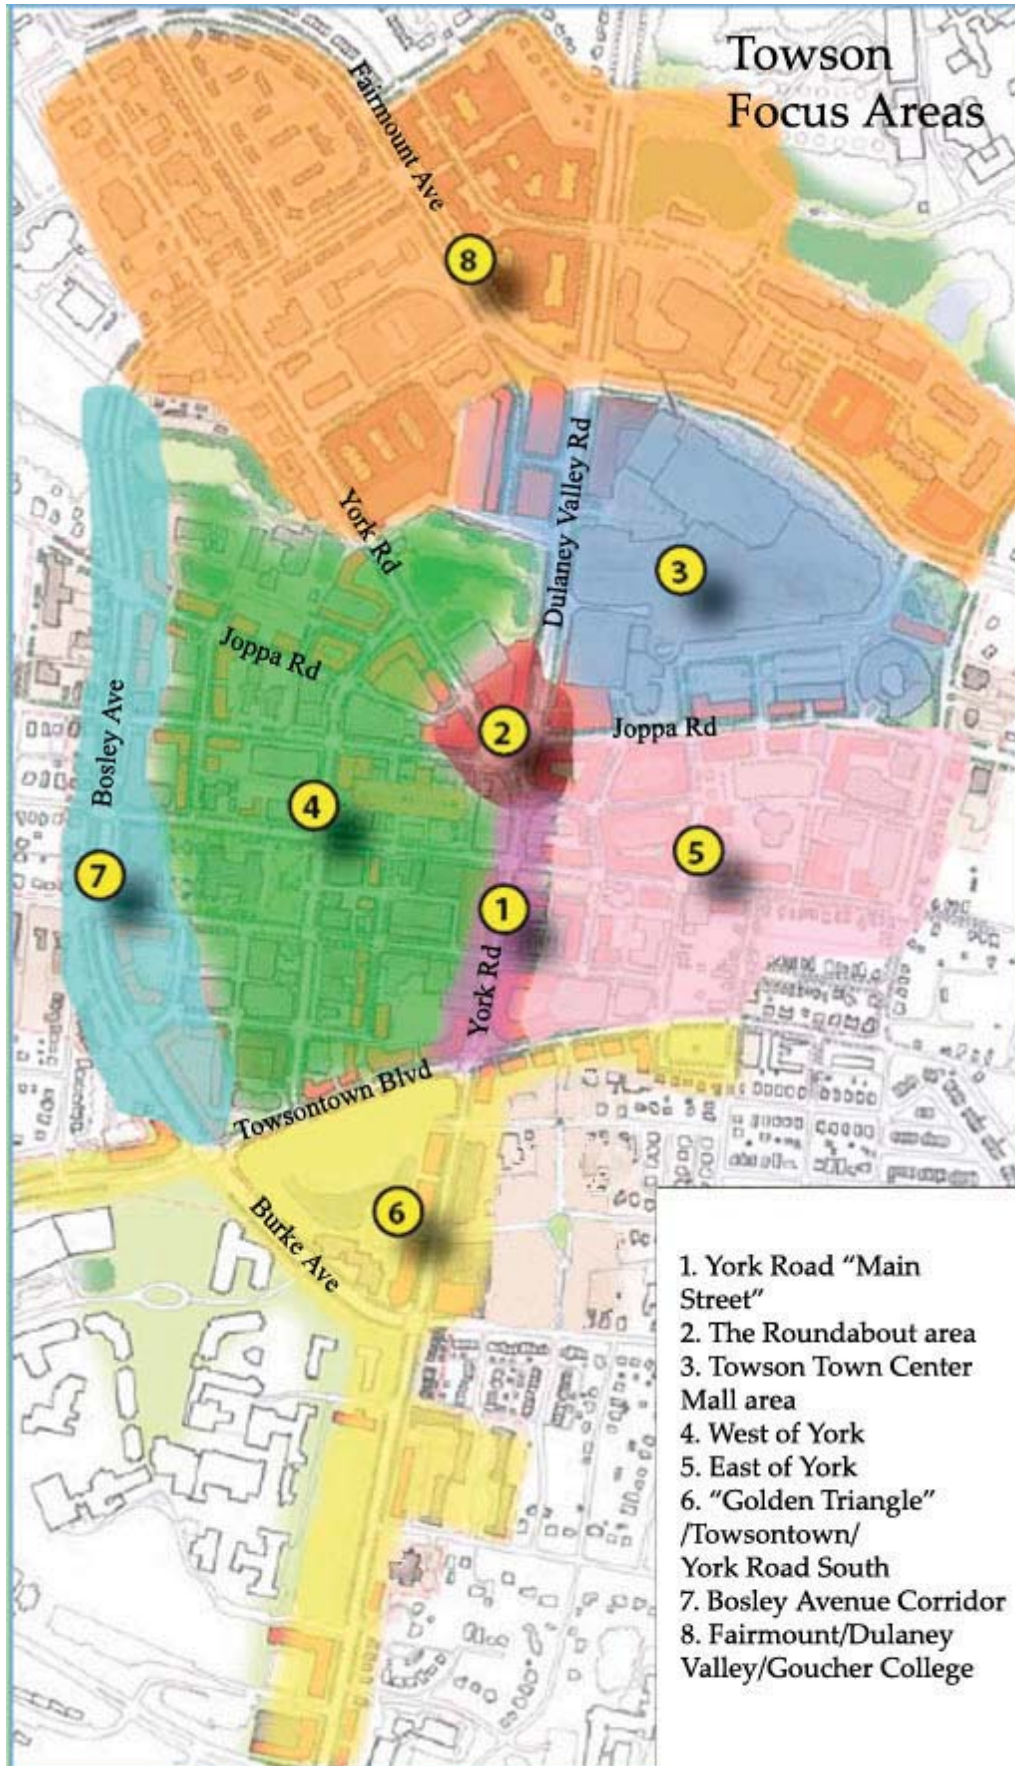 Towson
Focus Areas
Fairmount Ave
8
York Rd
Dulaney Valley Rd
3
Joppa Rd
Bosley Ave
2
Joppa Rd
4
7
5
1
York Rd
Towsontown Blvd
6
Burke Ave
1. York Road “Main
Street”
2. The Roundabout area
3. Towson Town Center
Mall area
4. West of York
5. East of York
6. “Golden Triangle”
/Towsontown/
York Road South
7. Bosley Avenue Corridor
8. Fairmount/Dulaney
Valley/Goucher College